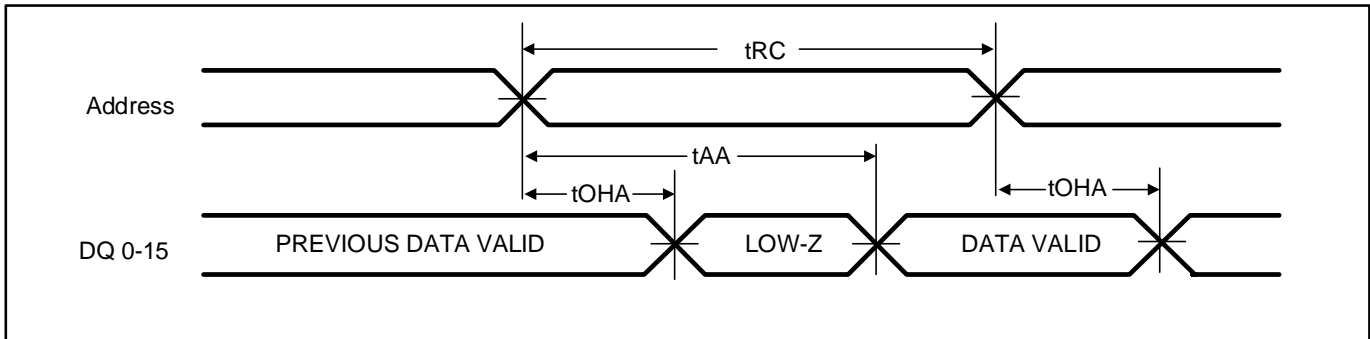 tRC
Address
tAA
tOHA
tOHA
DQ 0-15
PREVIOUS DATA VALID
LOW-Z
DATA VALID